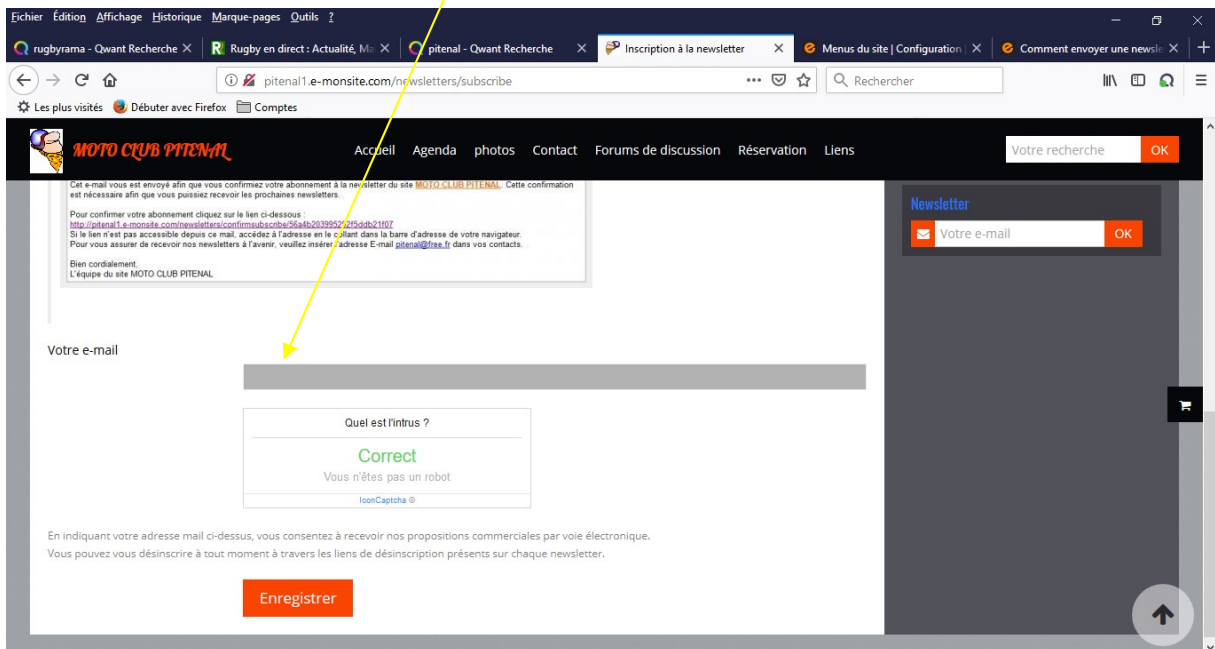 Fichier Édition Affichage Historique Marque-pages Outils ?
rugbyrama - Qwant Recherche
Rugby en direct : Actualité, Ma
pitenal - Qwant Recherche
Inscription à la newsletter
Menus du site | Configuration |
Comment envoyer une newsle
pitenal1.e-monsite.com/newsletters/subscribe
Rechercher
Les plus visités Débuter avec Firefox Comptes
MOTO CLUB PITENAL
Accueil Agenda photos Contact Forums de discussion Réservation Liens
Votre recherche OK
Cet e-mail vous est envoyé afin que vous confirmiez votre abonnement à la newsletter du site MOTO CLUB PITENAL. Cette confirmation
est nécessaire afin que vous puissiez recevoir les prochaines newsletters.
Pour confirmer votre abonnement cliquez sur le lien ci-dessous :
Si le lien n'est pas accessible depuis ce mail, accédez à l'adresse en le collant dans la barre d'adresse de votre navigateur.
Pour vous assurer de recevoir nos newsletters à l'avenir, veuillez insérer l'adresse E-mail pitenal@free.fr dans vos contacts.
Bien cordialement,
L'équipe du site MOTO CLUB PITENAL
Newsletter
Votre e-mail OK
Votre e-mail
Quel est l'intrus ?
Correct
Vous n'êtes pas un robot
IconCaptcha ©
En indiquant votre adresse mail ci-dessus, vous consentez à recevoir nos propositions commerciales par voie électronique.
Vous pouvez vous désinscrire à tout moment à travers les liens de désinscription présents sur chaque newsletter.
Enregistrer